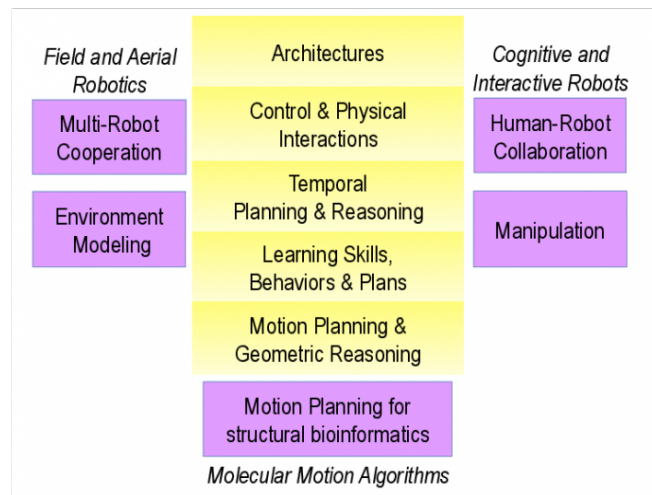 Field and Aerial
Robotics
Multi-Robot
Cooperation
Environment
Modeling
Architectures
Control & Physical
Interactions
Temporal
Planning & Reasoning
Learning Skills,
Behaviors & Plans
Motion Planning &
Geometric Reasoning
Cognitive and
Interactive Robots
Human-Robot
Collaboration
Manipulation
Motion Planning for
structural bioinformatics
Molecular Motion Algorithms